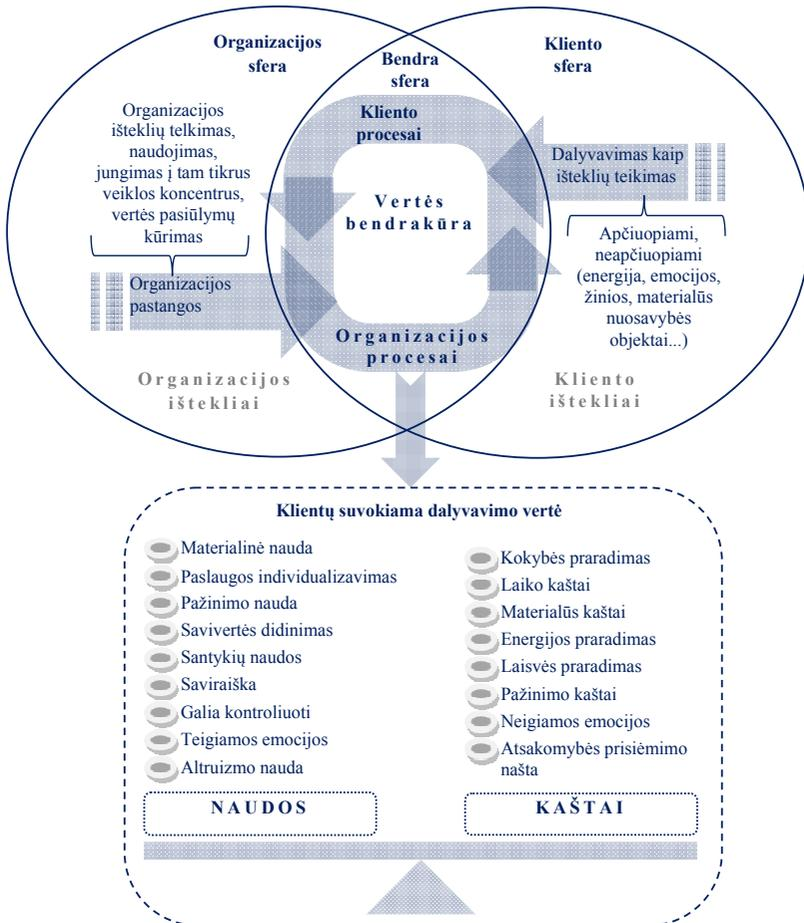 Organizacijos
sfera
Bendra
sfera
Kliento
sfera
Organizacijos
išteklių telkimas,
naudojimas,
jungimas į tam tikrus
veiklos koncentrus,
vertės pasiūlymų
kūrimas
Organizacijos
pastangos
Organizacijos
ištekliai
Kliento
procesai
Vertės
bendrakūra
Organizacijos
procesai
Dalyvavimas kaip
išteklių teikimas
Apčiuopiami,
neapčiuopiami
(energija, emocijos,
žinios, materialūs
nuosavybės
objektai...)
Kliento
ištekliai
Klientų suvokiama dalyvavimo vertė
Materialinė nauda
Paslaugos individualizavimas
Pažinimo nauda
Savivertės didinimas
Santykių naudos
Saviraiška
Galia kontroliuoti
Teigiamos emocijos
Altruizmo nauda
NAUDOS
Kokybės praradimas
Laiko kaštai
Materialūs kaštai
Energijos praradimas
Laisvės praradimas
Pažinimo kaštai
Neigiamos emocijos
Atsakomybės prisiėmimo
našta
KAŠTAI